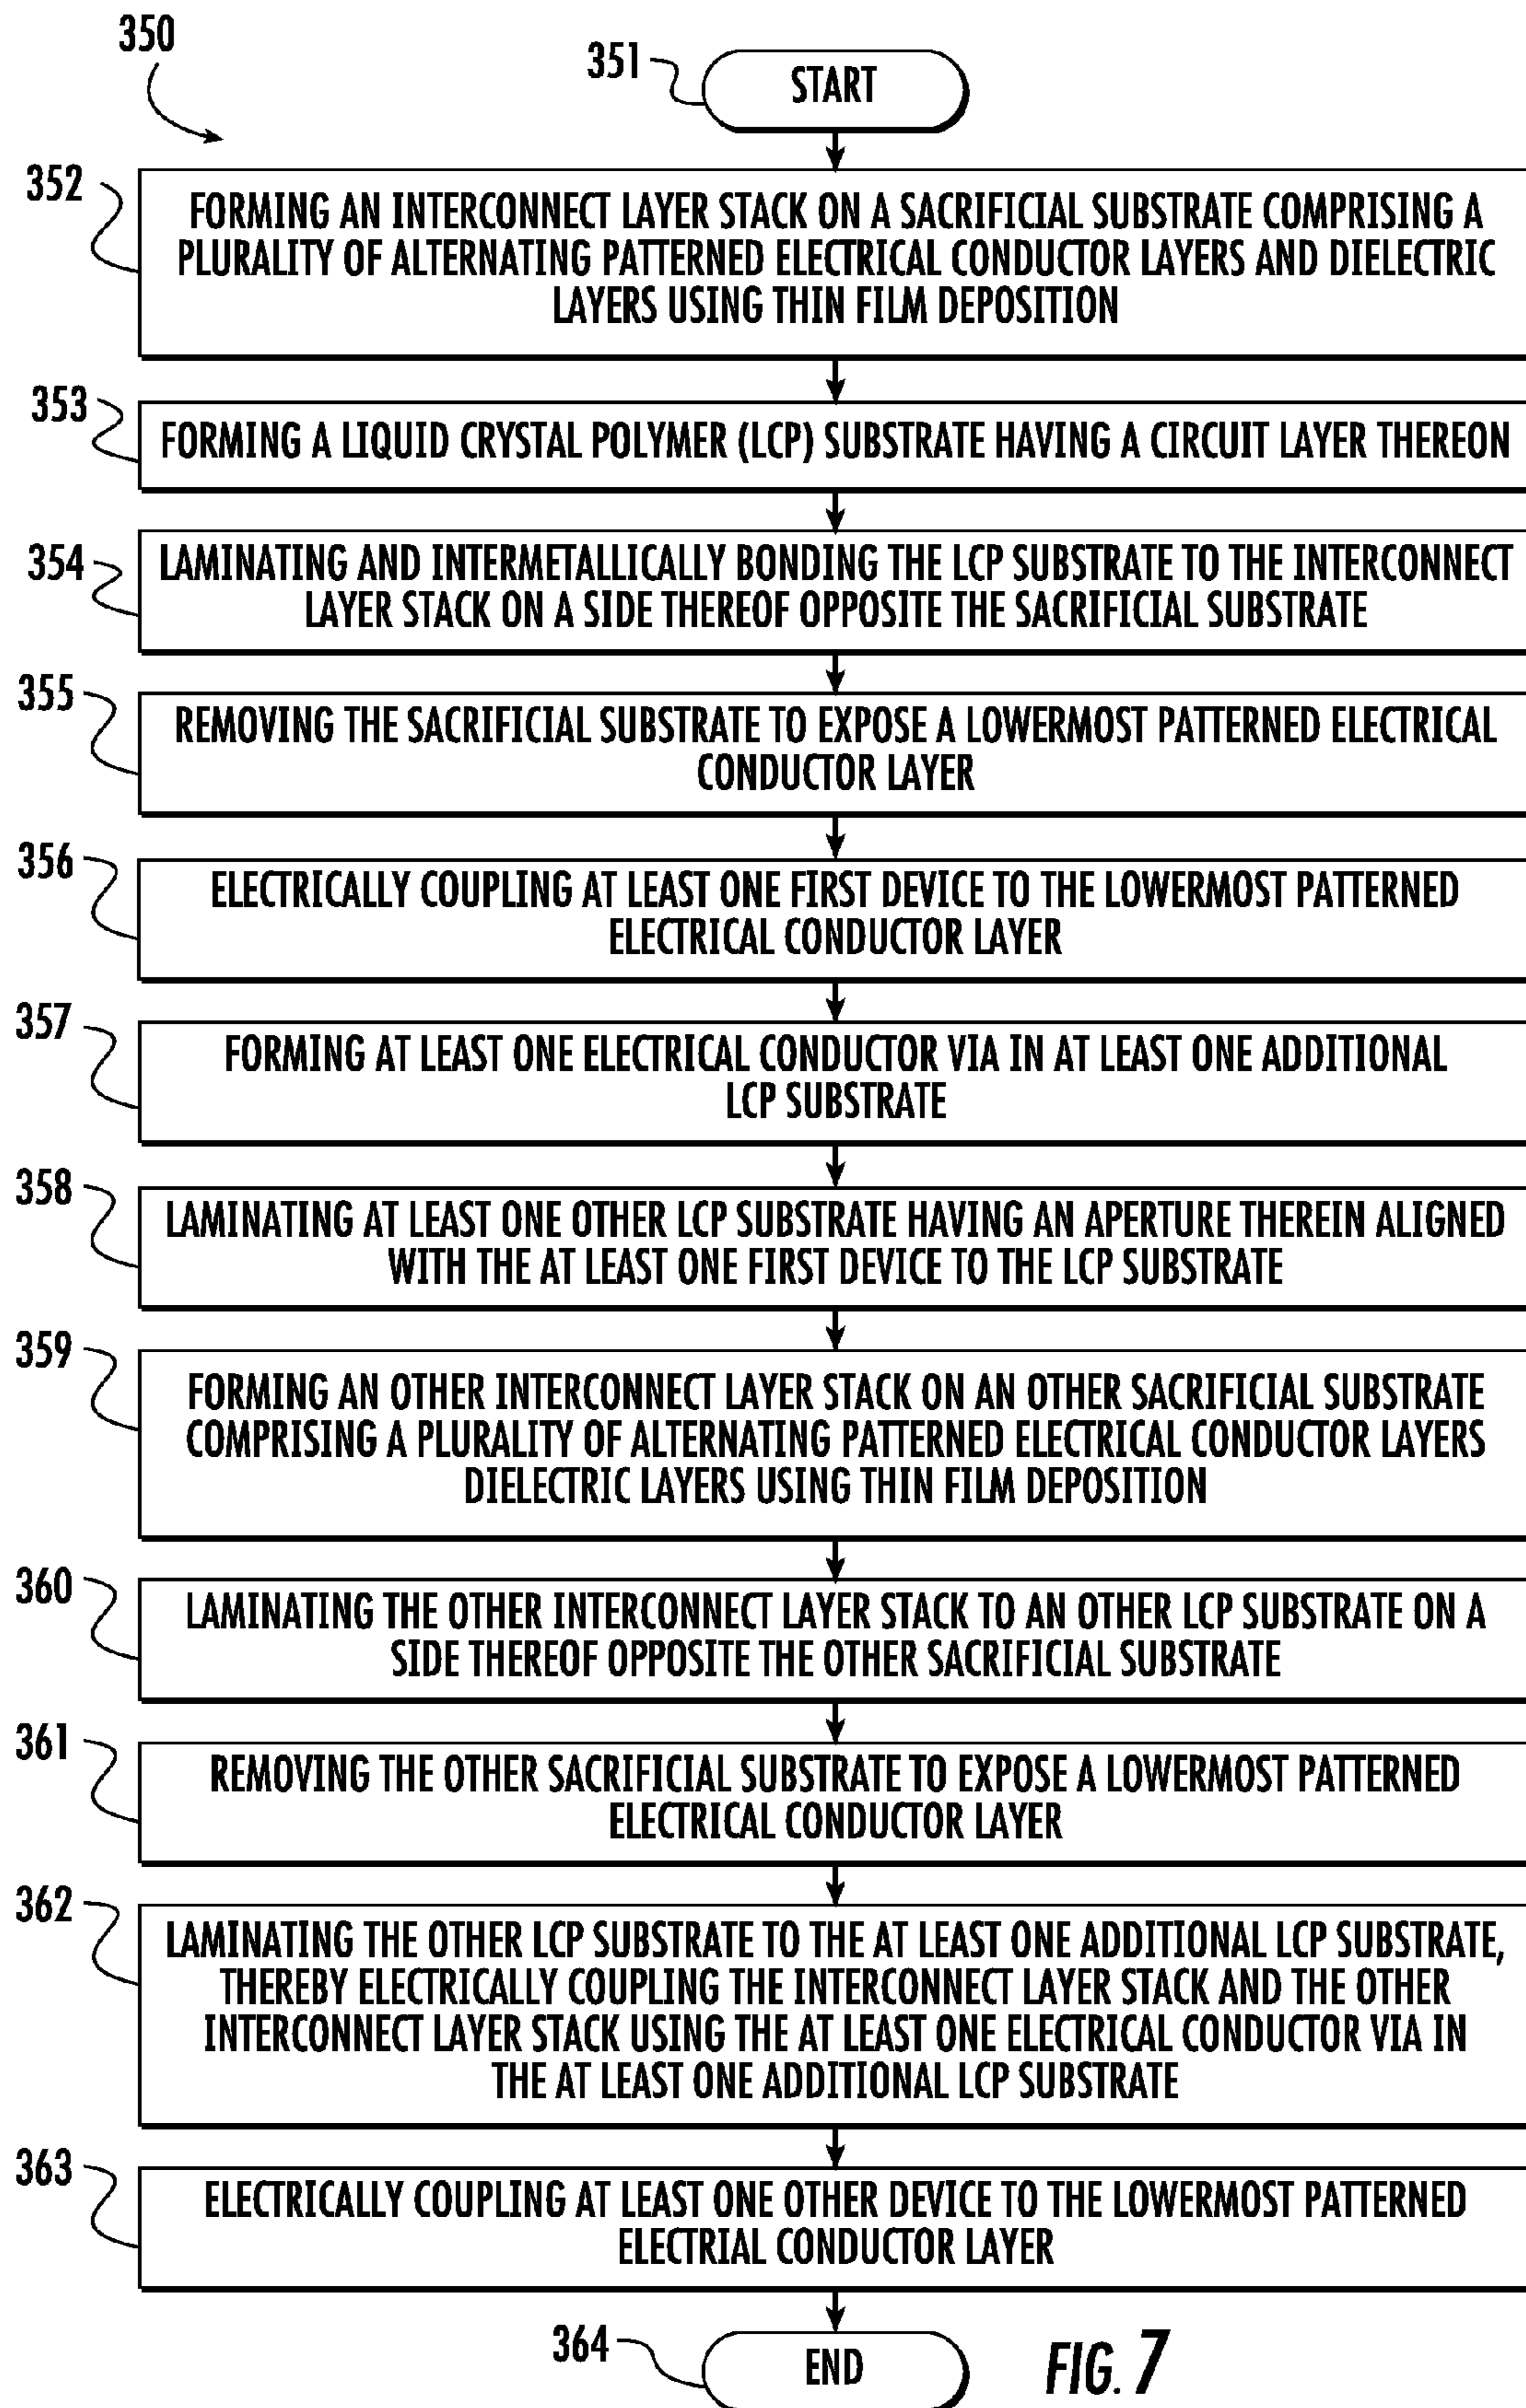 350
351
START
352
FORMING AN INTERCONNECT LAYER STACK ON A SACRIFICIAL SUBSTRATE COMPRISING A
PLURALITY OF ALTERNATING PATTERNED ELECTRICAL CONDUCTOR LAYERS AND DIELECTRIC
LAYERS USING THIN FILM DEPOSITION
353
FORMING A LIQUID CRYSTAL POLYMER (LCP) SUBSTRATE HAVING A CIRCUIT LAYER THEREON
354
LAMINATING AND INTERMETALLICALLY BONDING THE LCP SUBSTRATE TO THE INTERCONNECT
LAYER STACK ON A SIDE THEREOF OPPOSITE THE SACRIFICIAL SUBSTRATE
355
REMOVING THE SACRIFICIAL SUBSTRATE TO EXPOSE A LOWERMOST PATTERNED ELECTRICAL
CONDUCTOR LAYER
356
ELECTRICALLY COUPLING AT LEAST ONE FIRST DEVICE TO THE LOWERMOST PATTERNED
ELECTRICAL CONDUCTOR LAYER
357
FORMING AT LEAST ONE ELECTRICAL CONDUCTOR VIA IN AT LEAST ONE ADDITIONAL
LCP SUBSTRATE
358
LAMINATING AT LEAST ONE OTHER LCP SUBSTRATE HAVING AN APERTURE THEREIN ALIGNED
WITH THE AT LEAST ONE FIRST DEVICE TO THE LCP SUBSTRATE
359
FORMING AN OTHER INTERCONNECT LAYER STACK ON AN OTHER SACRIFICIAL SUBSTRATE
COMPRISING A PLURALITY OF ALTERNATING PATTERNED ELECTRICAL CONDUCTOR LAYERS
DIELECTRIC LAYERS USING THIN FILM DEPOSITION
360
LAMINATING THE OTHER INTERCONNECT LAYER STACK TO AN OTHER LCP SUBSTRATE ON A
SIDE THEREOF OPPOSITE THE OTHER SACRIFICIAL SUBSTRATE
361
REMOVING THE OTHER SACRIFICIAL SUBSTRATE TO EXPOSE A LOWERMOST PATTERNED
ELECTRICAL CONDUCTOR LAYER
362
LAMINATING THE OTHER LCP SUBSTRATE TO THE AT LEAST ONE ADDITIONAL LCP SUBSTRATE,
THEREBY ELECTRICALLY COUPLING THE INTERCONNECT LAYER STACK AND THE OTHER
INTERCONNECT LAYER STACK USING THE AT LEAST ONE ELECTRICAL CONDUCTOR VIA IN
THE AT LEAST ONE ADDITIONAL LCP SUBSTRATE
363
ELECTRICALLY COUPLING AT LEAST ONE OTHER DEVICE TO THE LOWERMOST PATTERNED
ELECTRIAL CONDUCTOR LAYER
364
END
FIG. 7